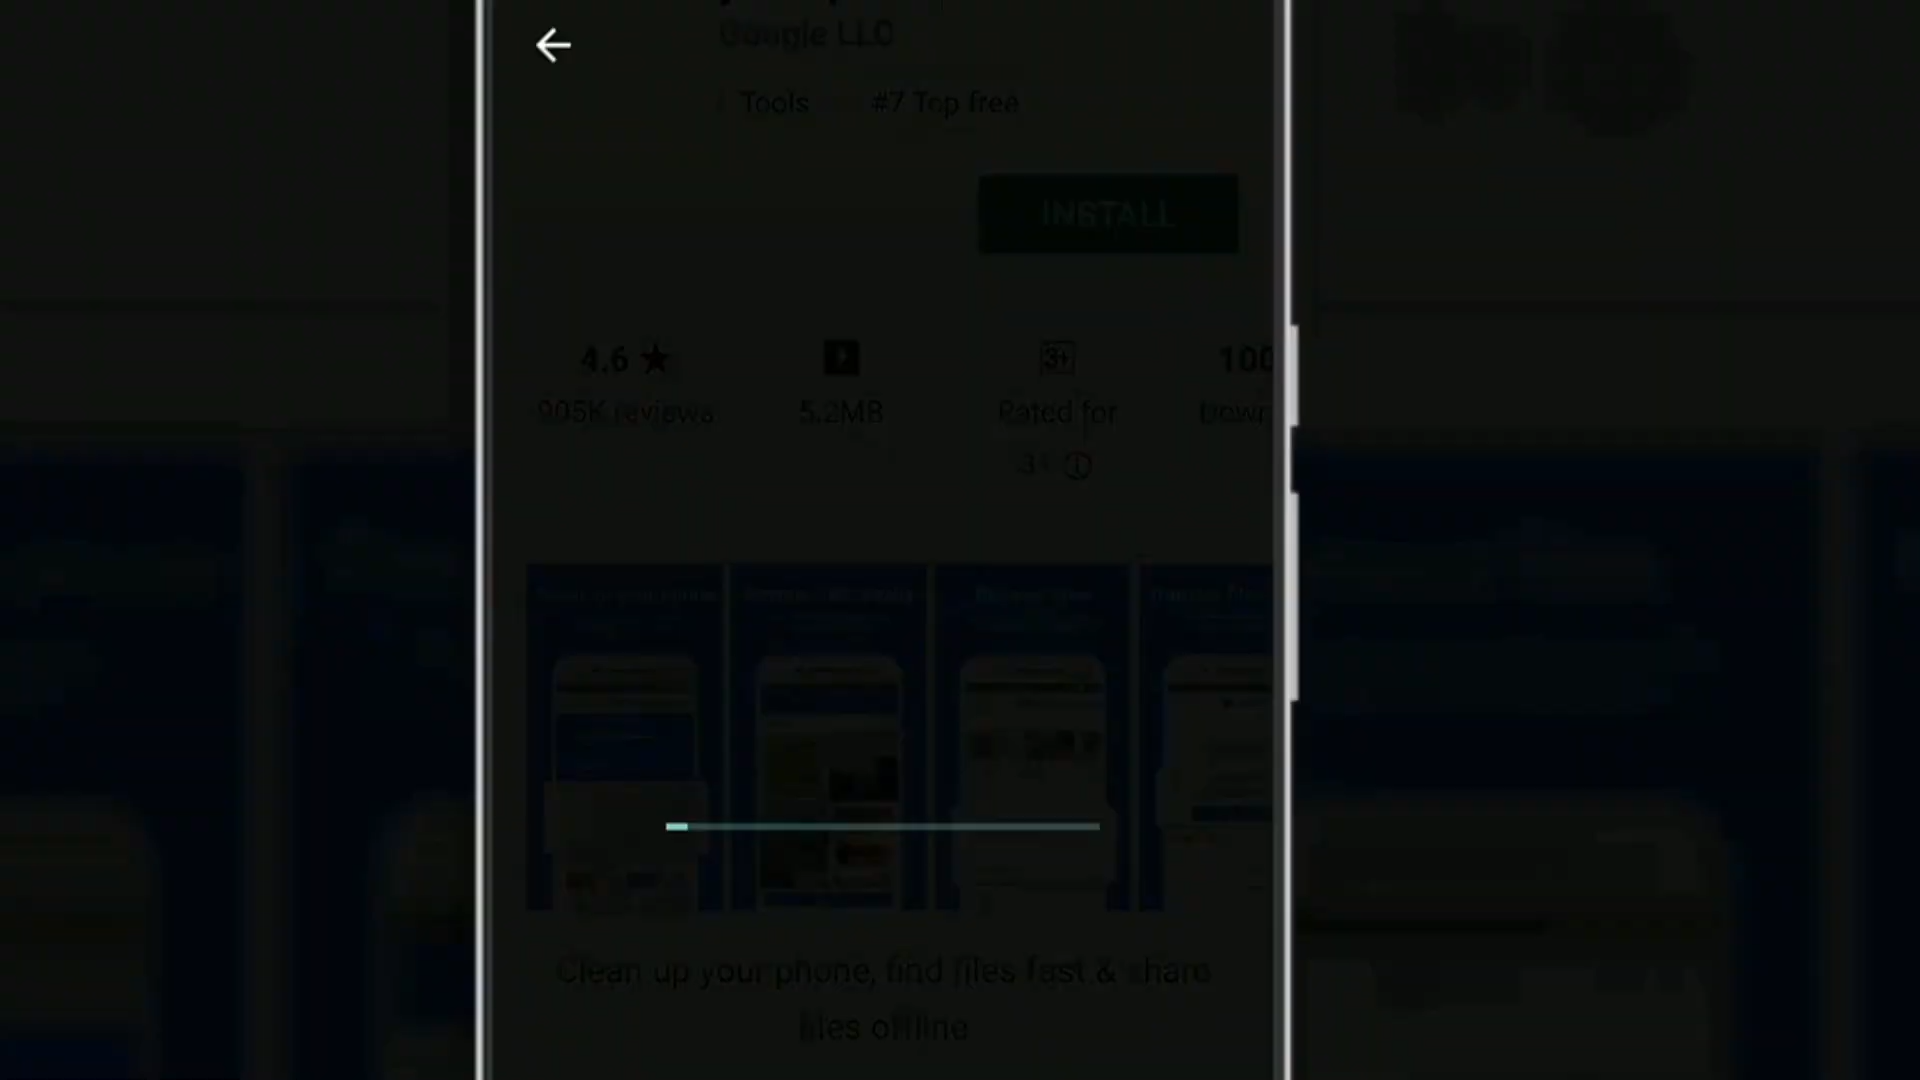 Google LLC
Tools #7 Top free
INSTALL
4.6 ★ 3+ 100
905K reviews 5.2MB Rated for Down
3+
Clean up your phone, find files fast & share
files offline